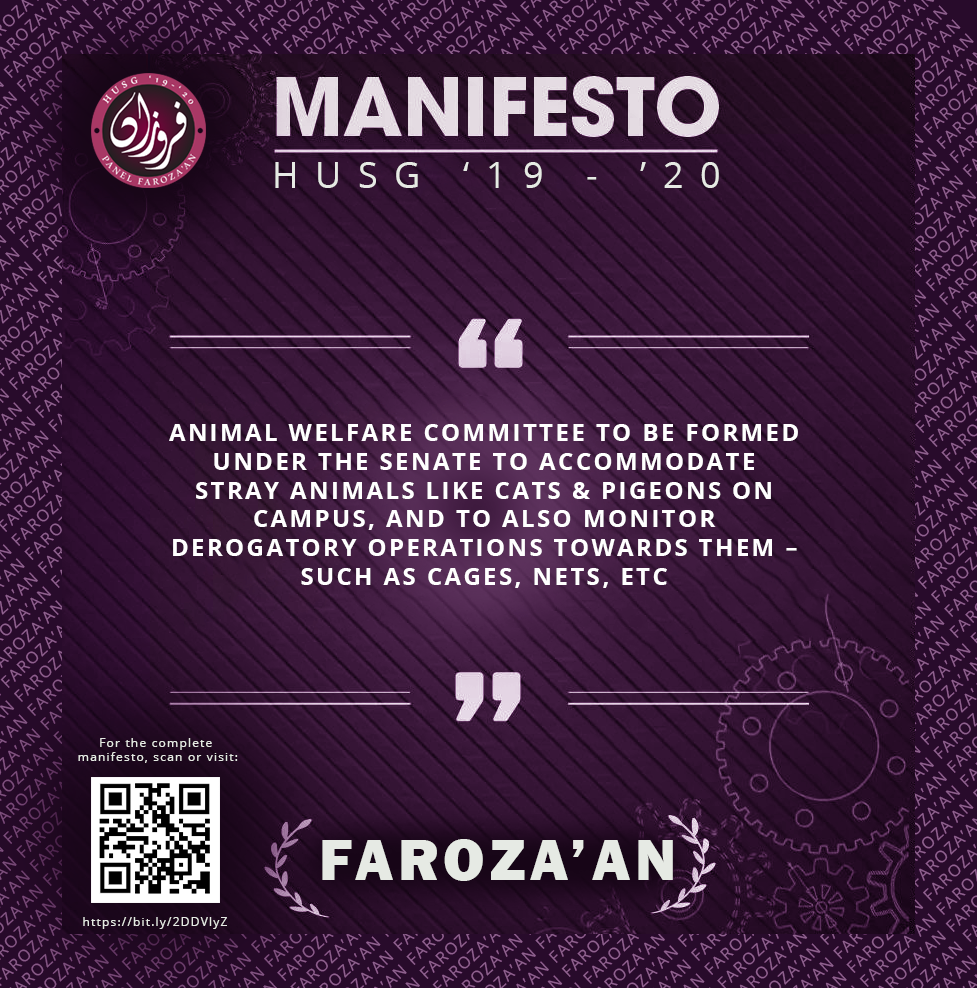 HUSG '19-'20
فروزاں
PANEL FAROZA'AN
MANIFESTO
HUSG ‘19 - ’20
“
ANIMAL WELFARE COMMITTEE TO BE FORMED
UNDER THE SENATE TO ACCOMMODATE
STRAY ANIMALS LIKE CATS & PIGEONS ON
CAMPUS, AND TO ALSO MONITOR
DEROGATORY OPERATIONS TOWARDS THEM –
SUCH AS CAGES, NETS, ETC
”
For the complete
manifesto, scan or visit:
https://bit.ly/2DDVlyZ
FAROZA’AN